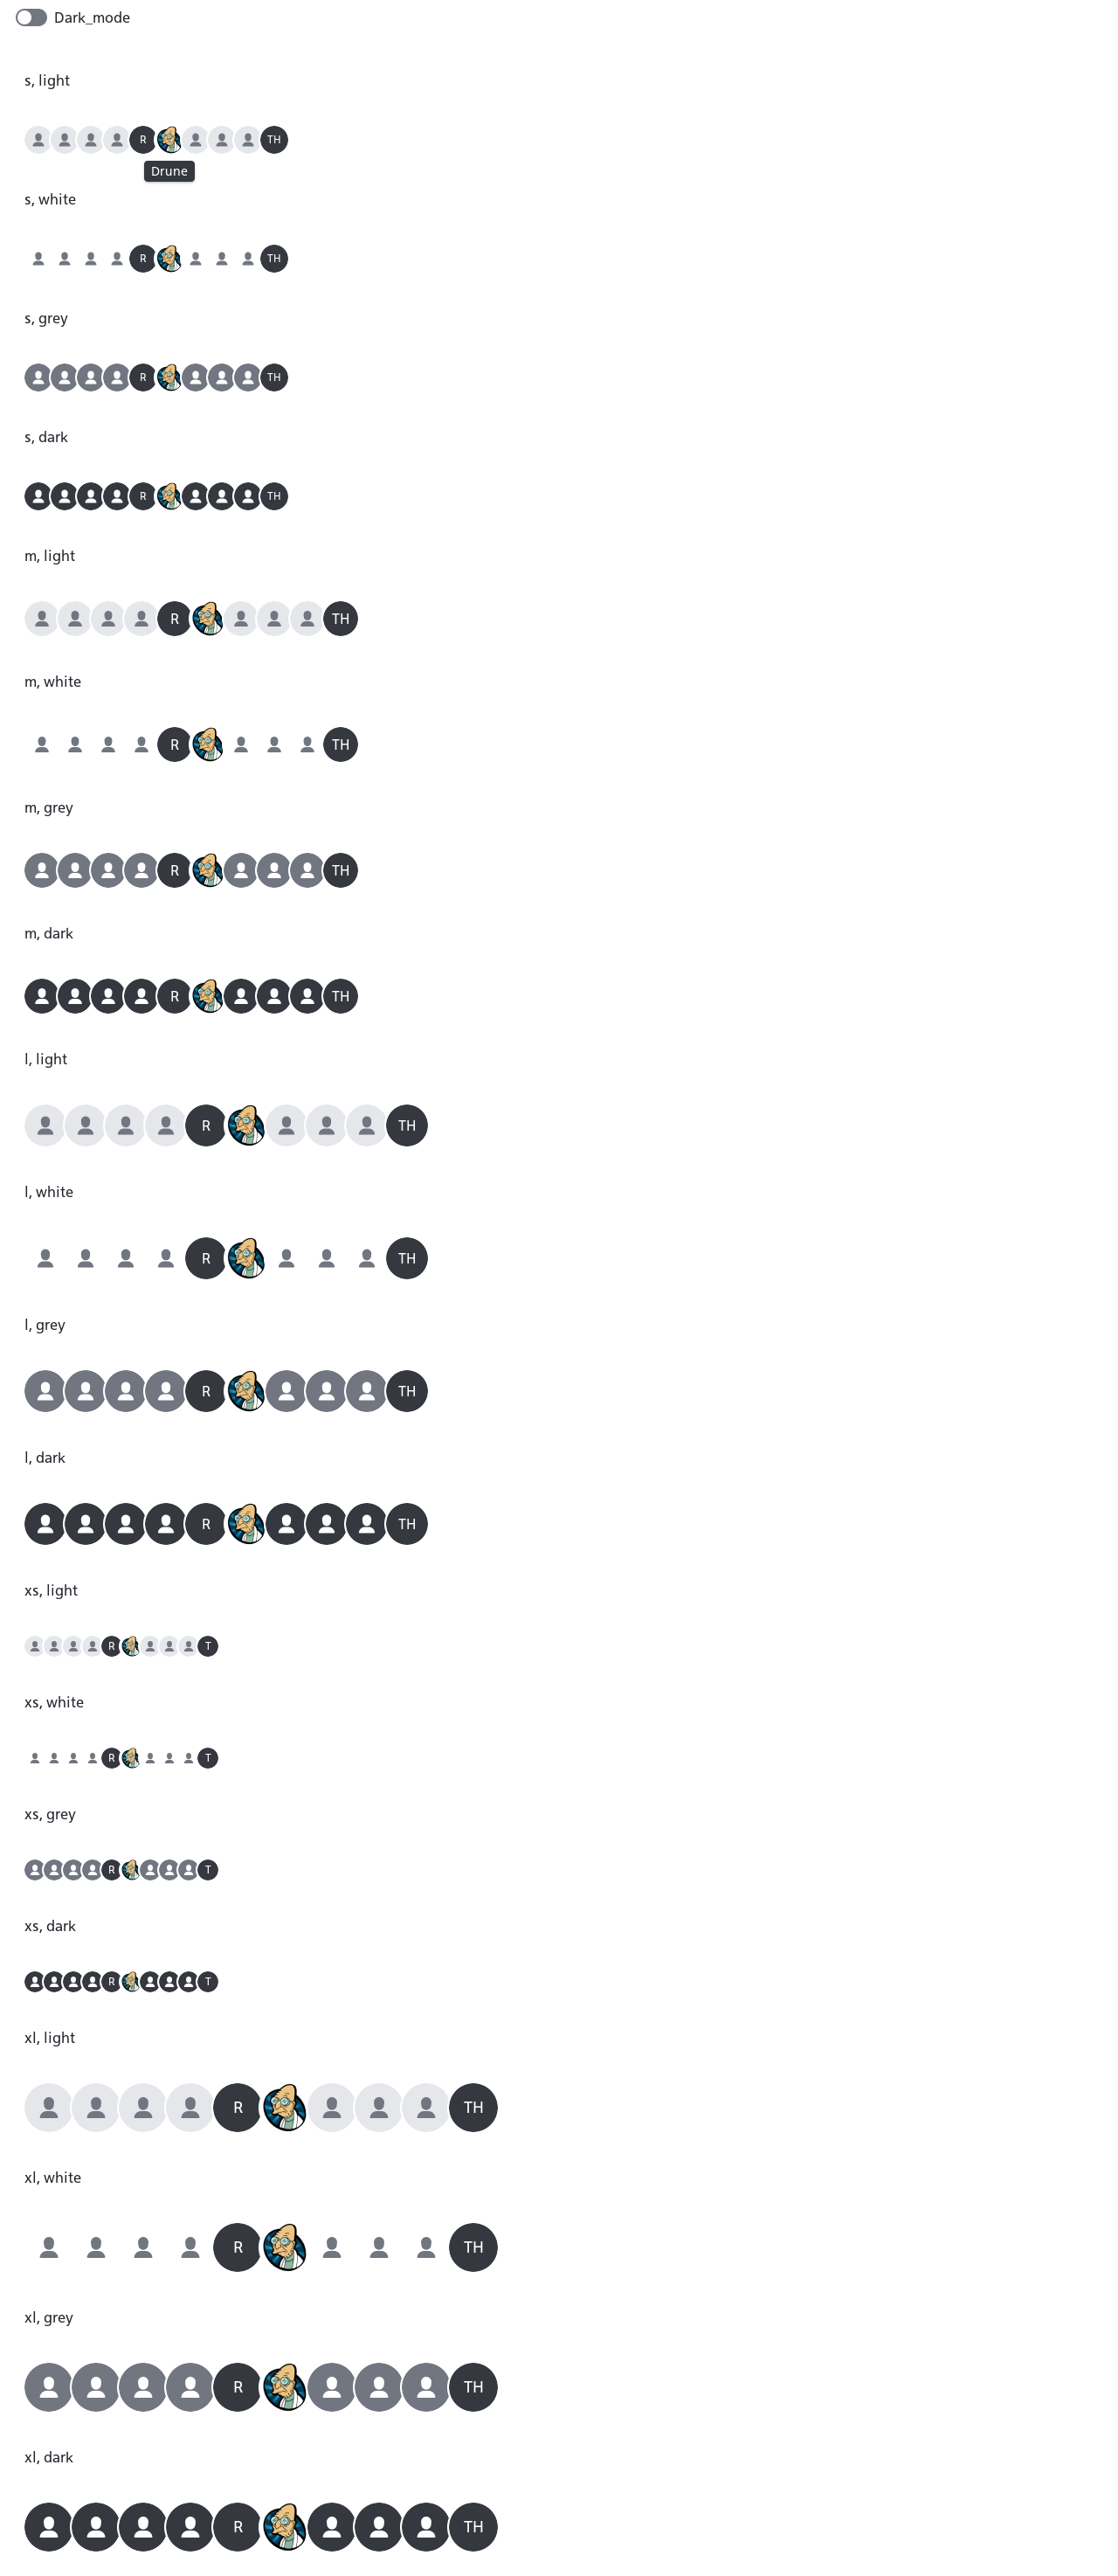 Dark_mode
s, light
R TH
Drune
s, white
R TH
s, grey
R TH
s, dark
R TH
m, light
R TH
m, white
R TH
m, grey
R TH
m, dark
R TH
l, light
R TH
l, white
R TH
l, grey
R TH
l, dark
R TH
xs, light
R T
xs, white
R T
xs, grey
R T
xs, dark
R T
xl, light
R TH
xl, white
R TH
xl, grey
R TH
xl, dark
R TH